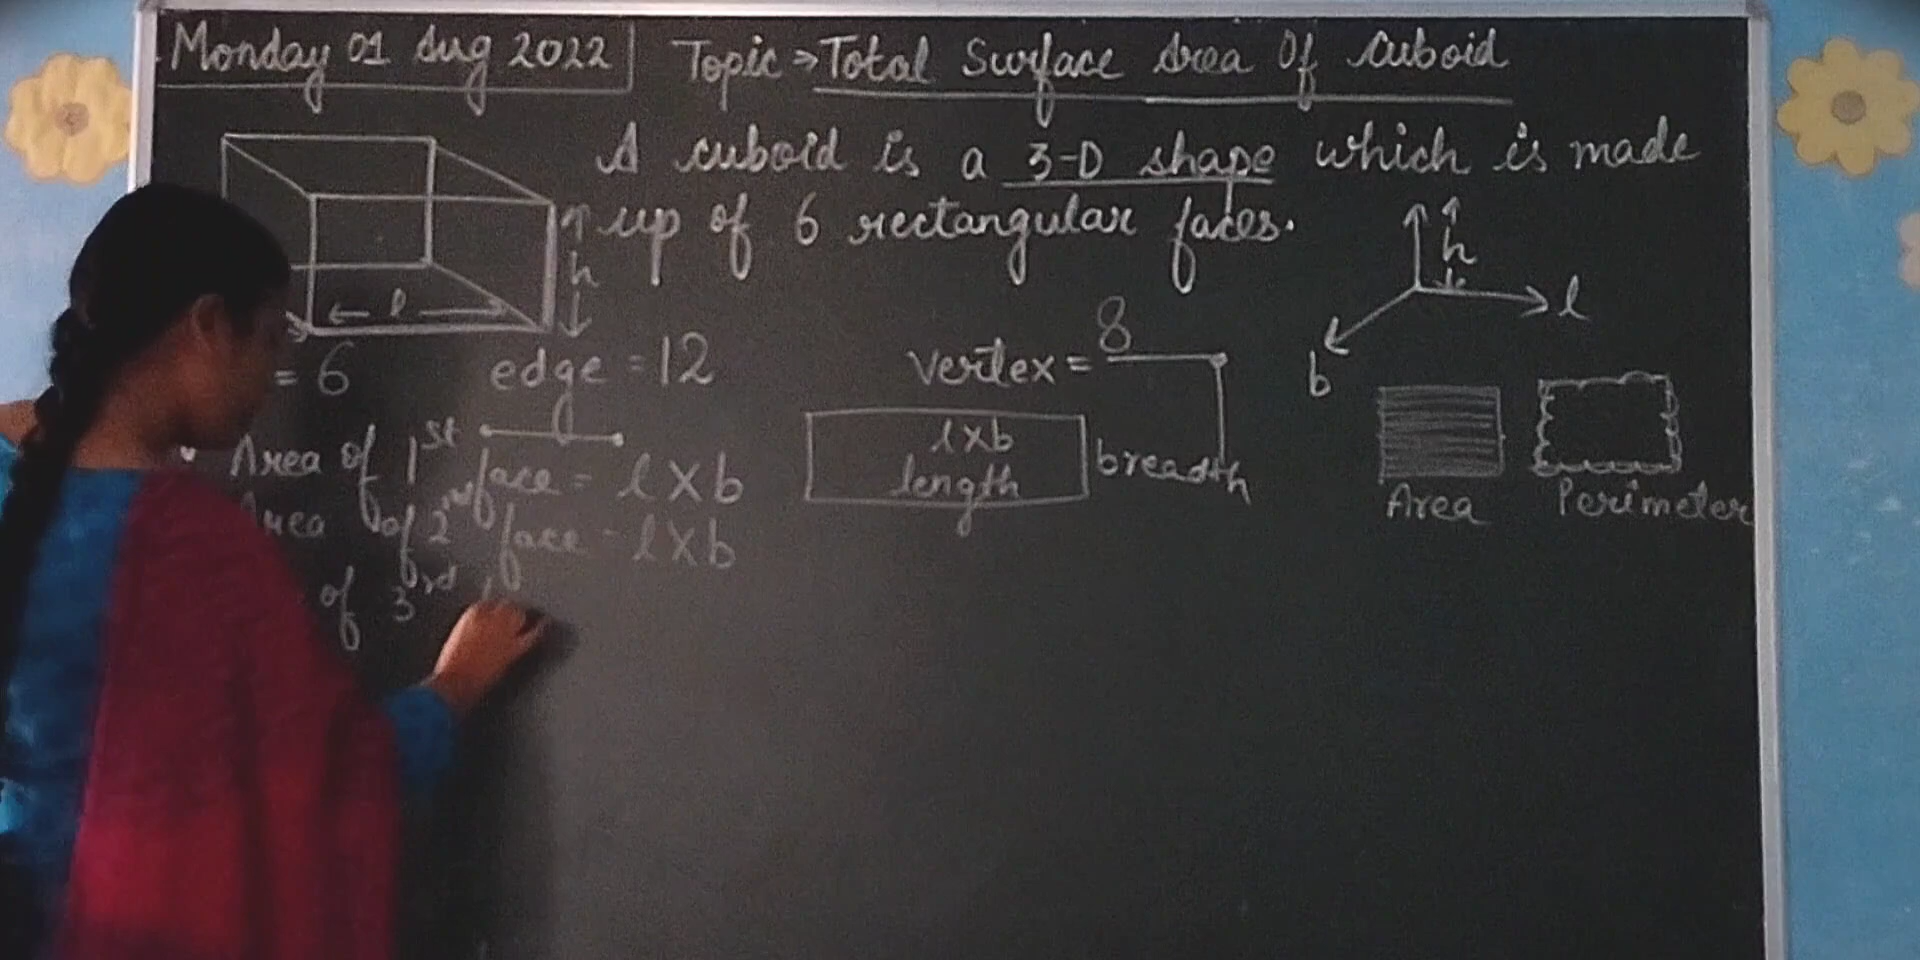 Monday 01 Aug 2022
Topic ⇒ Total Surface Area Of cuboid
A cuboid is a 3-D shape which is made
up of 6 rectangular faces.
h
l
h
l
b
= 6 edge = 12 vertex = 8
l×b
length
breadth
Area
Perimeter
Area of 1st face = l×b
Area of 2nd face = l×b
of 3rd